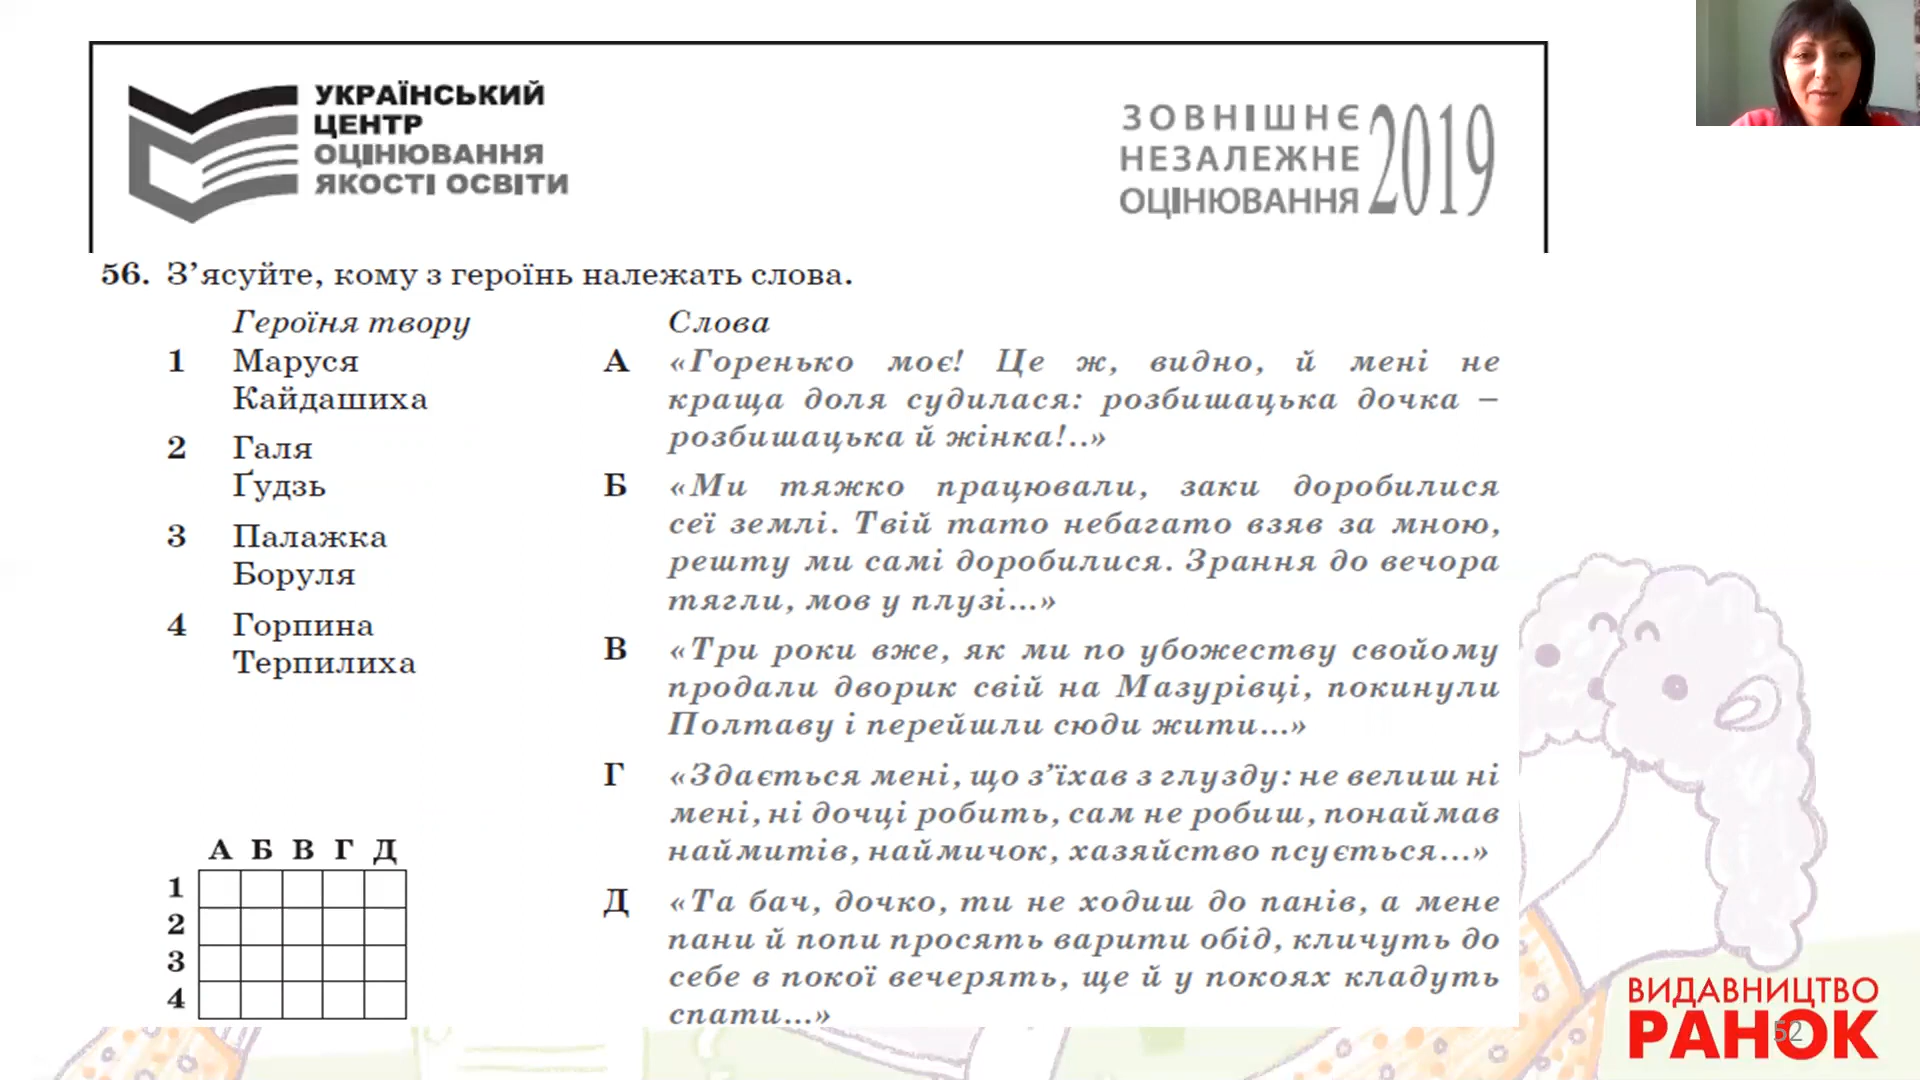 УКРАЇНСЬКИЙ
ЦЕНТР
ОЦІНЮВАННЯ
ЯКОСТІ ОСВІТИ
ЗОВНІШНЄ
НЕЗАЛЕЖНЕ
ОЦІНЮВАННЯ
2019
56. З’ясуйте, кому з героїнь належать слова.
Героїня твору
1 Маруся
Кайдашиха
2 Галя
Ґудзь
3 Палажка
Боруля
4 Горпина
Терпилиха
Слова
А «Горенько моє! Це ж, видно, й мені не
краща доля судилася: розбишацька дочка –
розбишацька й жінка!..»
Б «Ми тяжко працювали, заки доробилися
сеї землі. Твій тато небагато взяв за мною,
решту ми самі доробилися. Зрання до вечора
тягли, мов у плузі...»
В «Три роки вже, як ми по убожеству свойому
продали дворик свій на Мазурівці, покинули
Полтаву і перейшли сюди жити...»
Г «Здається мені, що з’їхав з глузду: не велиш ні
мені, ні дочці робить, сам не робиш, понаймав
наймитів, наймичок, хазяйство псується...»
Д «Та бач, дочко, ти не ходиш до панів, а мене
пани й попи просять варити обід, кличуть до
себе в покої вечерять, ще й у покоях кладуть
спати...»
А Б В Г Д
1
2
3
4
ВИДАВНИЦТВО
РАНОК
52